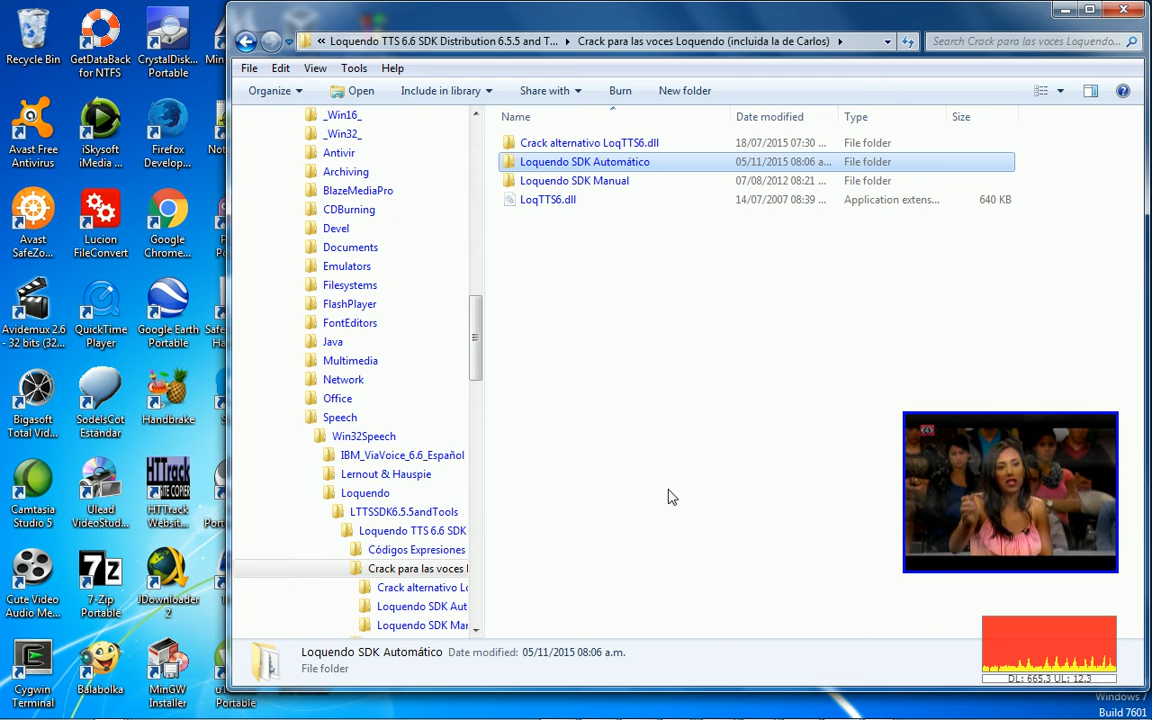 Recycle Bin
GetDataBack
for NTFS
CrystalDisk...
Portable
Avast Free
Antivirus
iSkysoft
iMedia ...
Firefox
Develop...
Avast
SafeZo...
Lucion
FileConvert
Google
Chrome...
Avidemux 2.6
- 32 bits (32...
QuickTime
Player
Google Earth
Portable
Bigasoft
Total Vid...
SodelsCot
Estándar
Handbrake
Camtasia
Studio 5
Ulead
VideoStud...
HTTrack
Websit...
Cute Video
Audio Me...
7-Zip
Portable
JDownloader
2
Cygwin
Terminal
Balabolka
MinGW
Installer
Portable
« Loquendo TTS 6.6 SDK Distribution 6.5.5 and T... Crack para las voces Loquendo (incluida la de Carlos)
Search Crack para las voces Loquendo...
File Edit View Tools Help
Organize Open Include in library Share with Burn New folder
_Win16_
_Win32_
Antivir
Archiving
BlazeMediaPro
CDBurning
Devel
Documents
Emulators
Filesystems
FlashPlayer
FontEditors
Java
Multimedia
Network
Office
Speech
Win32Speech
IBM_ViaVoice_6.6_Español
Lernout & Hauspie
Loquendo
LTTSSDK6.5.5andTools
Loquendo TTS 6.6 SDK
Códigos Expresiones
Crack para las voces
Crack alternativo Lo
Loquendo SDK Aut
Loquendo SDK Mar
Name Date modified Type Size
Crack alternativo LoqTTS6.dll 18/07/2015 07:30 ... File folder
Loquendo SDK Automático 05/11/2015 08:06 a... File folder
Loquendo SDK Manual 07/08/2012 08:21 ... File folder
LoqTTS6.dll 14/07/2007 08:39 ... Application extens... 640 KB
Loquendo SDK Automático Date modified: 05/11/2015 08:06 a.m.
File folder
DL: 665.3 UL: 12.3
Windows 7
Build 7601